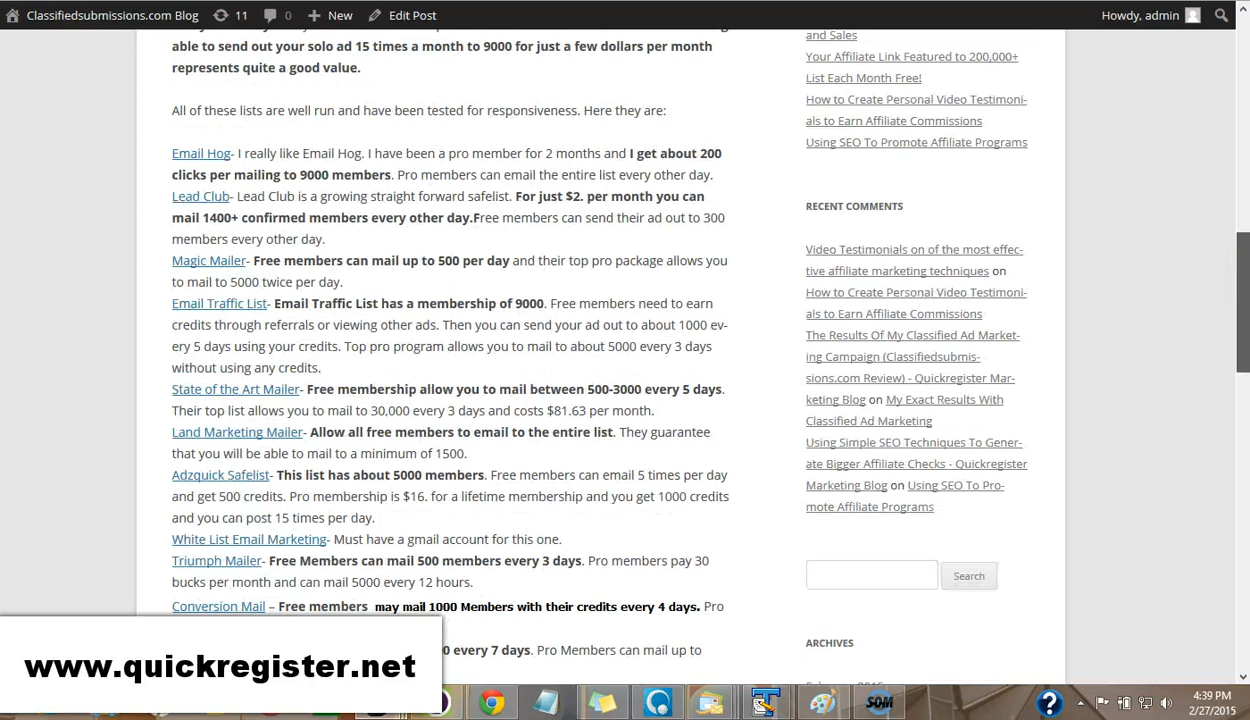 Classifiedsubmissions.com Blog 11 0 New Edit Post Howdy, admin
able to send out your solo ad 15 times a month to 9000 for just a few dollars per month
represents quite a good value.
All of these lists are well run and have been tested for responsiveness. Here they are:
Email Hog- I really like Email Hog. I have been a pro member for 2 months and I get about 200
clicks per mailing to 9000 members. Pro members can email the entire list every other day.
Lead Club- Lead Club is a growing straight forward safelist. For just $2. per month you can
mail 1400+ confirmed members every other day.Free members can send their ad out to 300
members every other day.
Magic Mailer- Free members can mail up to 500 per day and their top pro package allows you
to mail to 5000 twice per day.
Email Traffic List- Email Traffic List has a membership of 9000. Free members need to earn
credits through referrals or viewing other ads. Then you can send your ad out to about 1000 ev-
ery 5 days using your credits. Top pro program allows you to mail to about 5000 every 3 days
without using any credits.
State of the Art Mailer- Free membership allow you to mail between 500-3000 every 5 days.
Their top list allows you to mail to 30,000 every 3 days and costs $81.63 per month.
Land Marketing Mailer- Allow all free members to email to the entire list. They guarantee
that you will be able to mail to a minimum of 1500.
Adzquick Safelist- This list has about 5000 members. Free members can email 5 times per day
and get 500 credits. Pro membership is $16. for a lifetime membership and you get 1000 credits
and you can post 15 times per day.
White List Email Marketing- Must have a gmail account for this one.
Triumph Mailer- Free Members can mail 500 members every 3 days. Pro members pay 30
bucks per month and can mail 5000 every 12 hours.
Conversion Mail – Free members may mail 1000 Members with their credits every 4 days. Pro
0 every 7 days. Pro Members can mail up to
and Sales
Your Affiliate Link Featured to 200,000+
List Each Month Free!
How to Create Personal Video Testimoni-
als to Earn Affiliate Commissions
Using SEO To Promote Affiliate Programs
RECENT COMMENTS
Video Testimonials on of the most effec-
tive affiliate marketing techniques on
How to Create Personal Video Testimoni-
als to Earn Affiliate Commissions
The Results Of My Classified Ad Market-
ing Campaign (Classifiedsubmis-
sions.com Review) - Quickregister Mar-
keting Blog on My Exact Results With
Classified Ad Marketing
Using Simple SEO Techniques To Gener-
ate Bigger Affiliate Checks - Quickregister
Marketing Blog on Using SEO To Pro-
mote Affiliate Programs
Search
ARCHIVES
www.quickregister.net
SOM
4:39 PM
2/27/2015